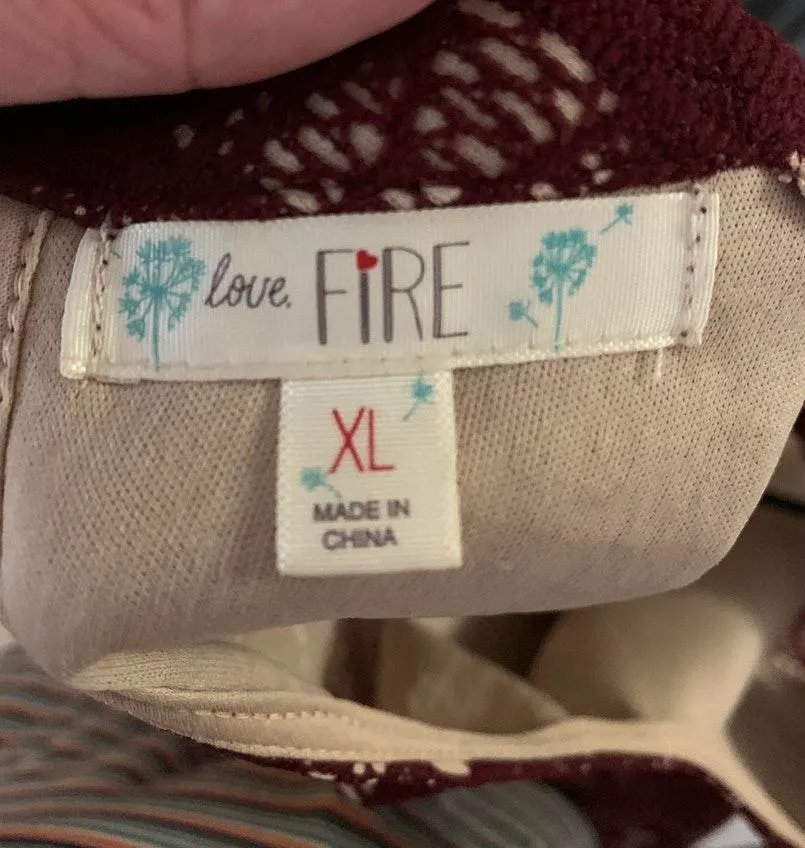 love, FiRE
XL
MADE IN
CHINA